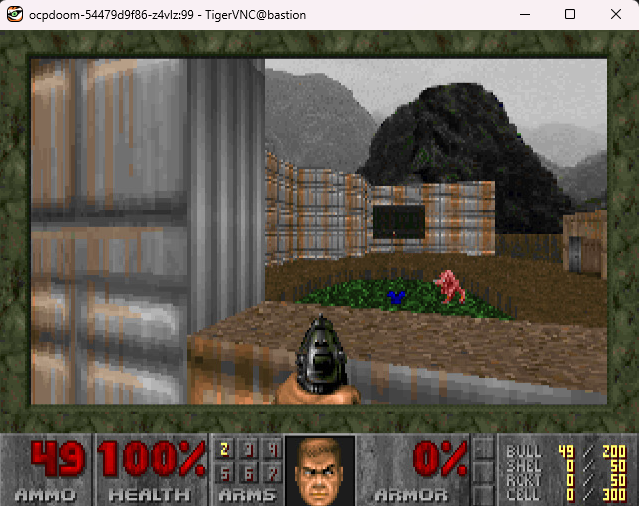 ocpdoom-54479d9f86-z4vlz:99 - TigerVNC@bastion
49 100% 2 3 4 0% BULL 49 / 200
5 6 7 SHEL 0 / 50
RCKT 0 / 50
AMMO HEALTH ARMS ARMOR CELL 0 / 300